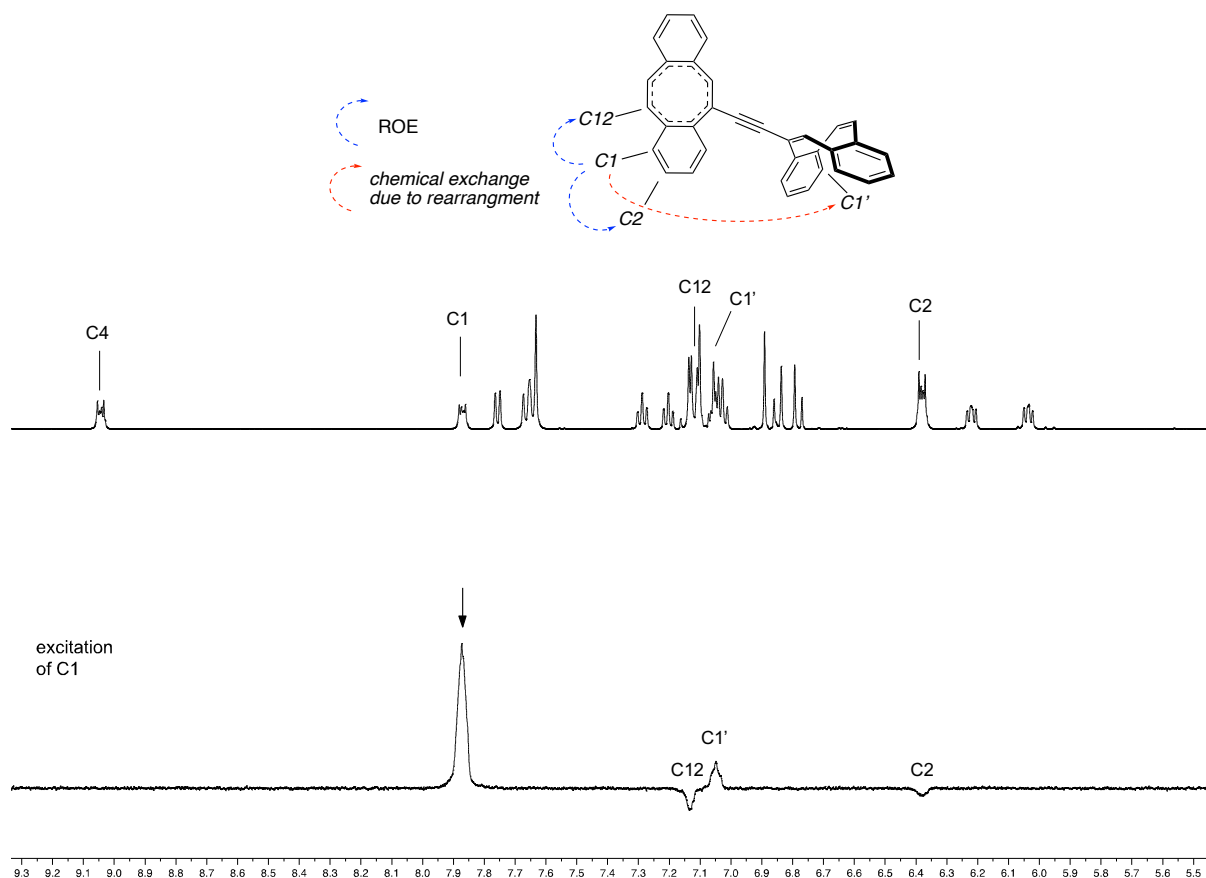 ROE
chemical exchange
due to rearrangment
C12
C1
C2
C1'
C4
C1
C12
C1’
C2
excitation
of C1
C12
C1’
C2
9.3 9.2 9.1 9.0 8.9 8.8 8.7 8.6 8.5 8.4 8.3 8.2 8.1 8.0 7.9 7.8 7.7 7.6 7.5 7.4 7.3 7.2 7.1 7.0 6.9 6.8 6.7 6.6 6.5 6.4 6.3 6.2 6.1 6.0 5.9 5.8 5.7 5.6 5.5